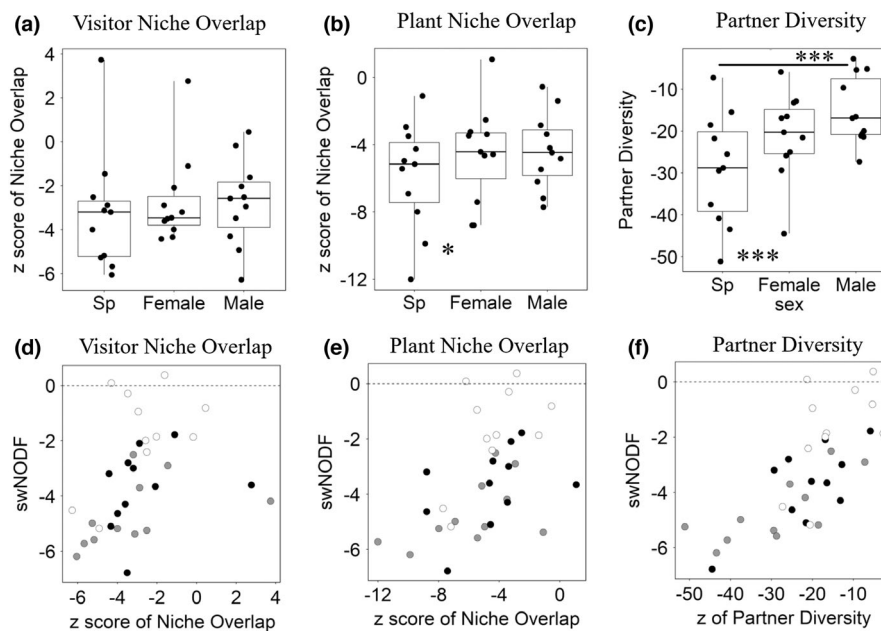 (a) Visitor Niche Overlap
z score of Niche Overlap
4
2
0
-2
-4
-6
Sp Female Male
(b) Plant Niche Overlap
z score of Niche Overlap
0
-4
-8
-12
*
Sp Female Male
(c) Partner Diversity
Partner Diversity
-10
-20
-30
-40
-50
***
***
Sp Female Male
sex
(d) Visitor Niche Overlap
swNODF
0
-2
-4
-6
-6 -4 -2 0 2 4
z score of Niche Overlap
(e) Plant Niche Overlap
swNODF
0
-2
-4
-6
-12 -8 -4 0
z score of Niche Overlap
(f) Partner Diversity
swNODF
0
-2
-4
-6
-50 -40 -30 -20 -10
z of Partner Diversity